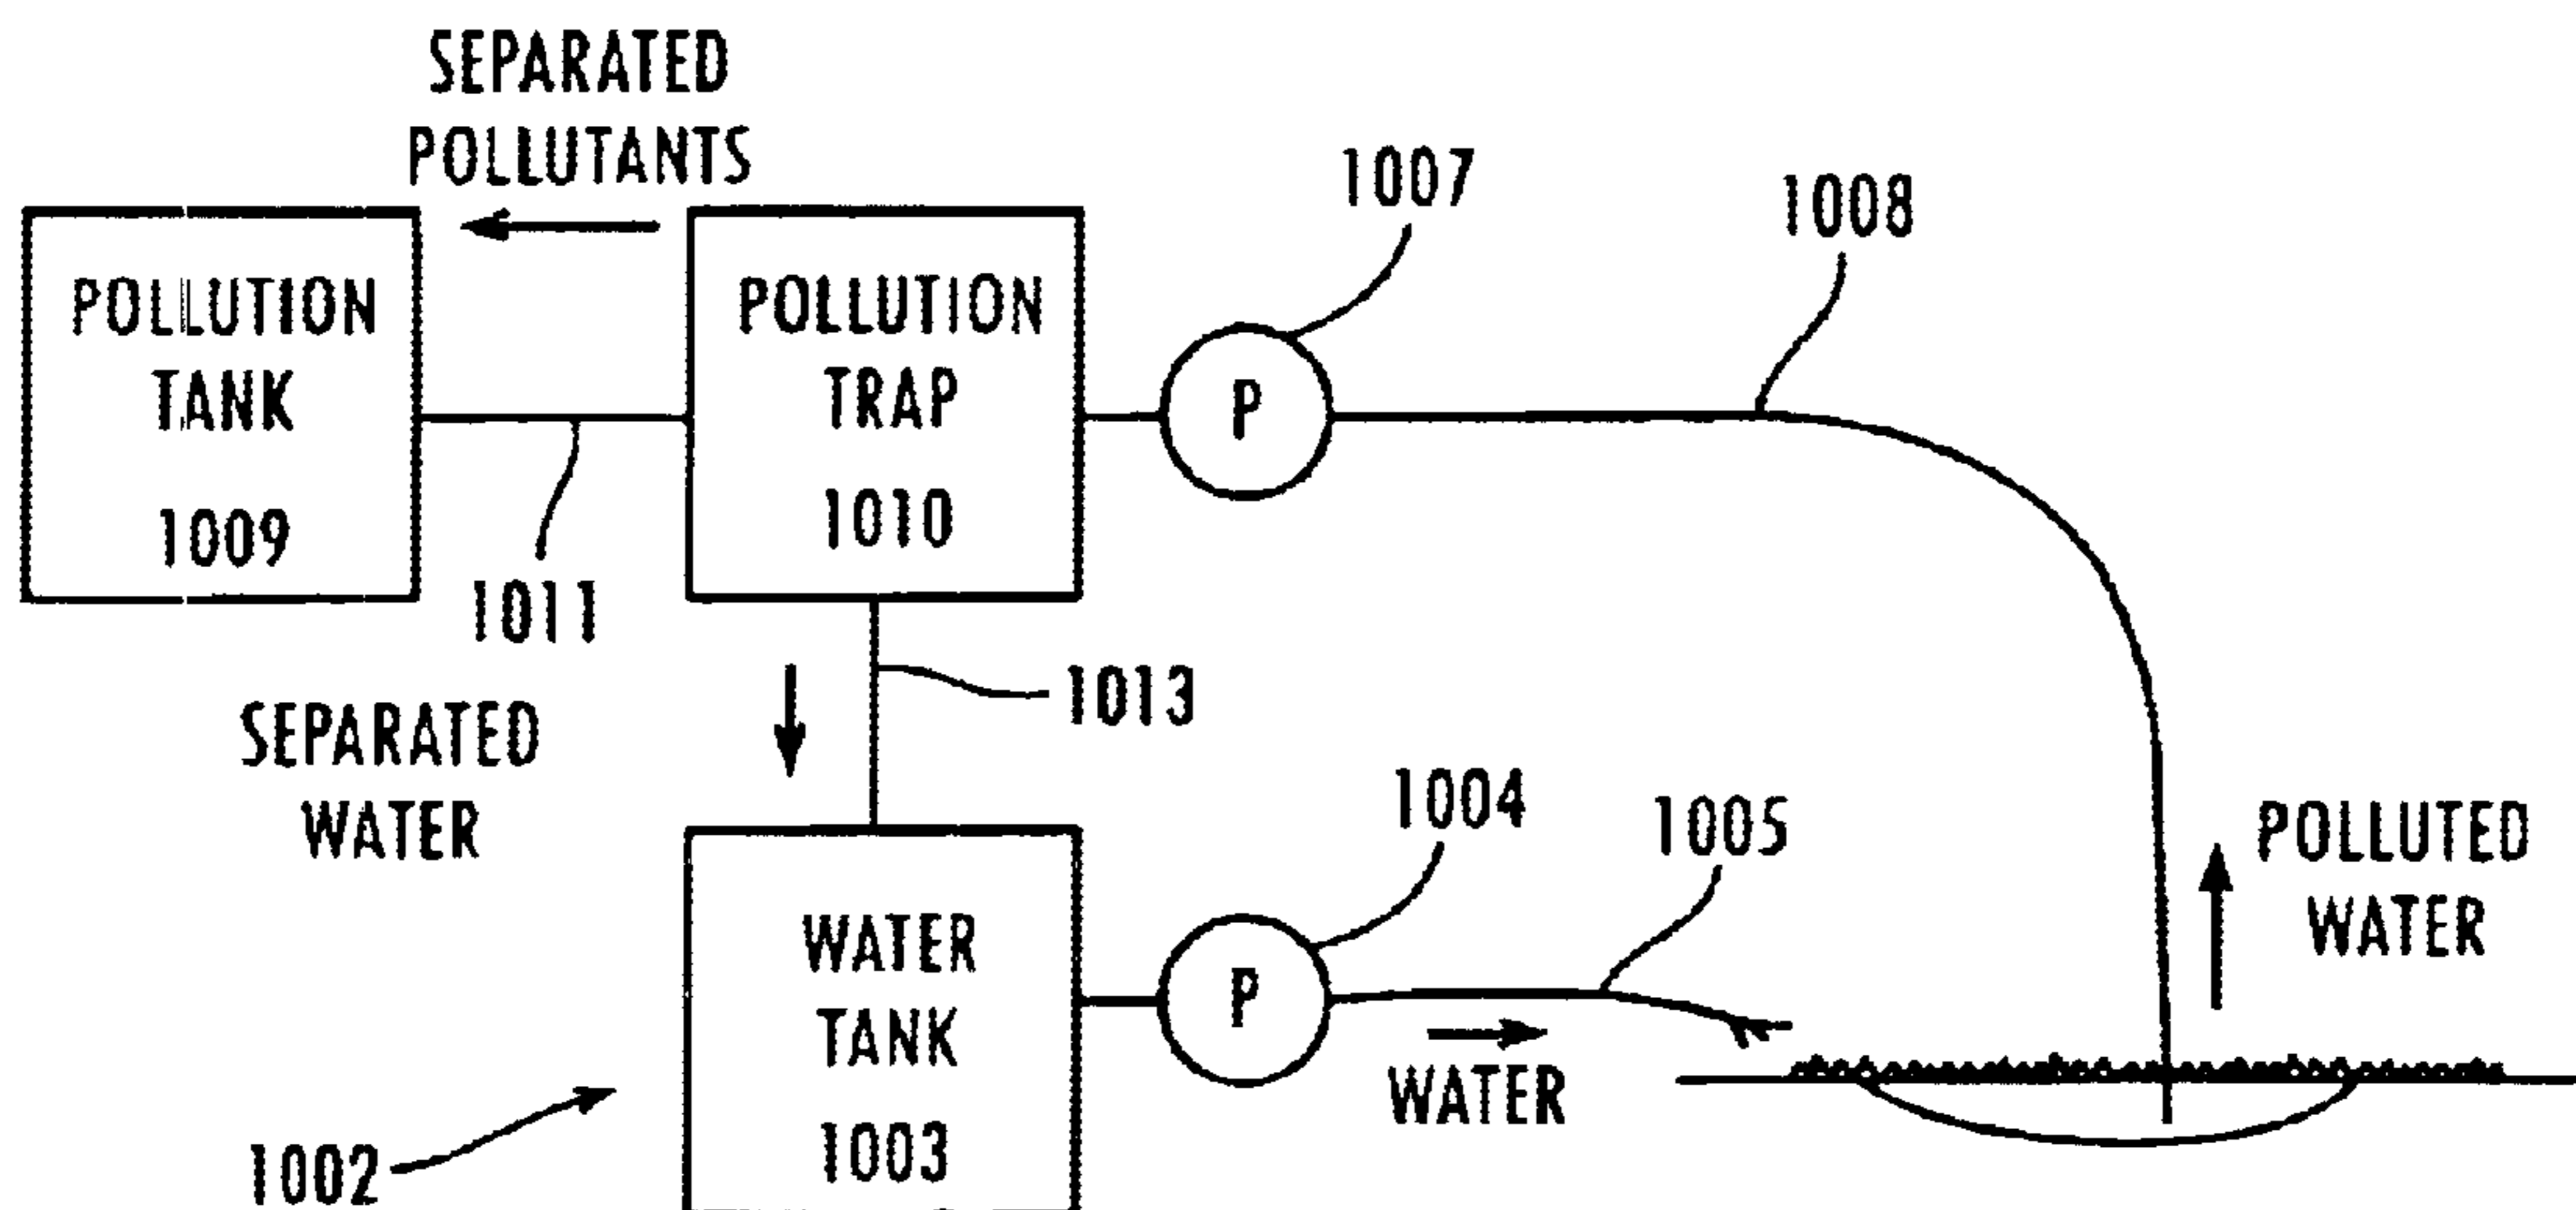 SEPARATED
POLLUTANTS
1007
1008
POLLUTION
TANK
1009
POLLUTION
TRAP
1010
P
1011
1013
SEPARATED
WATER
1004
1005
POLLUTED
WATER
WATER
TANK
1003
P
WATER
1002